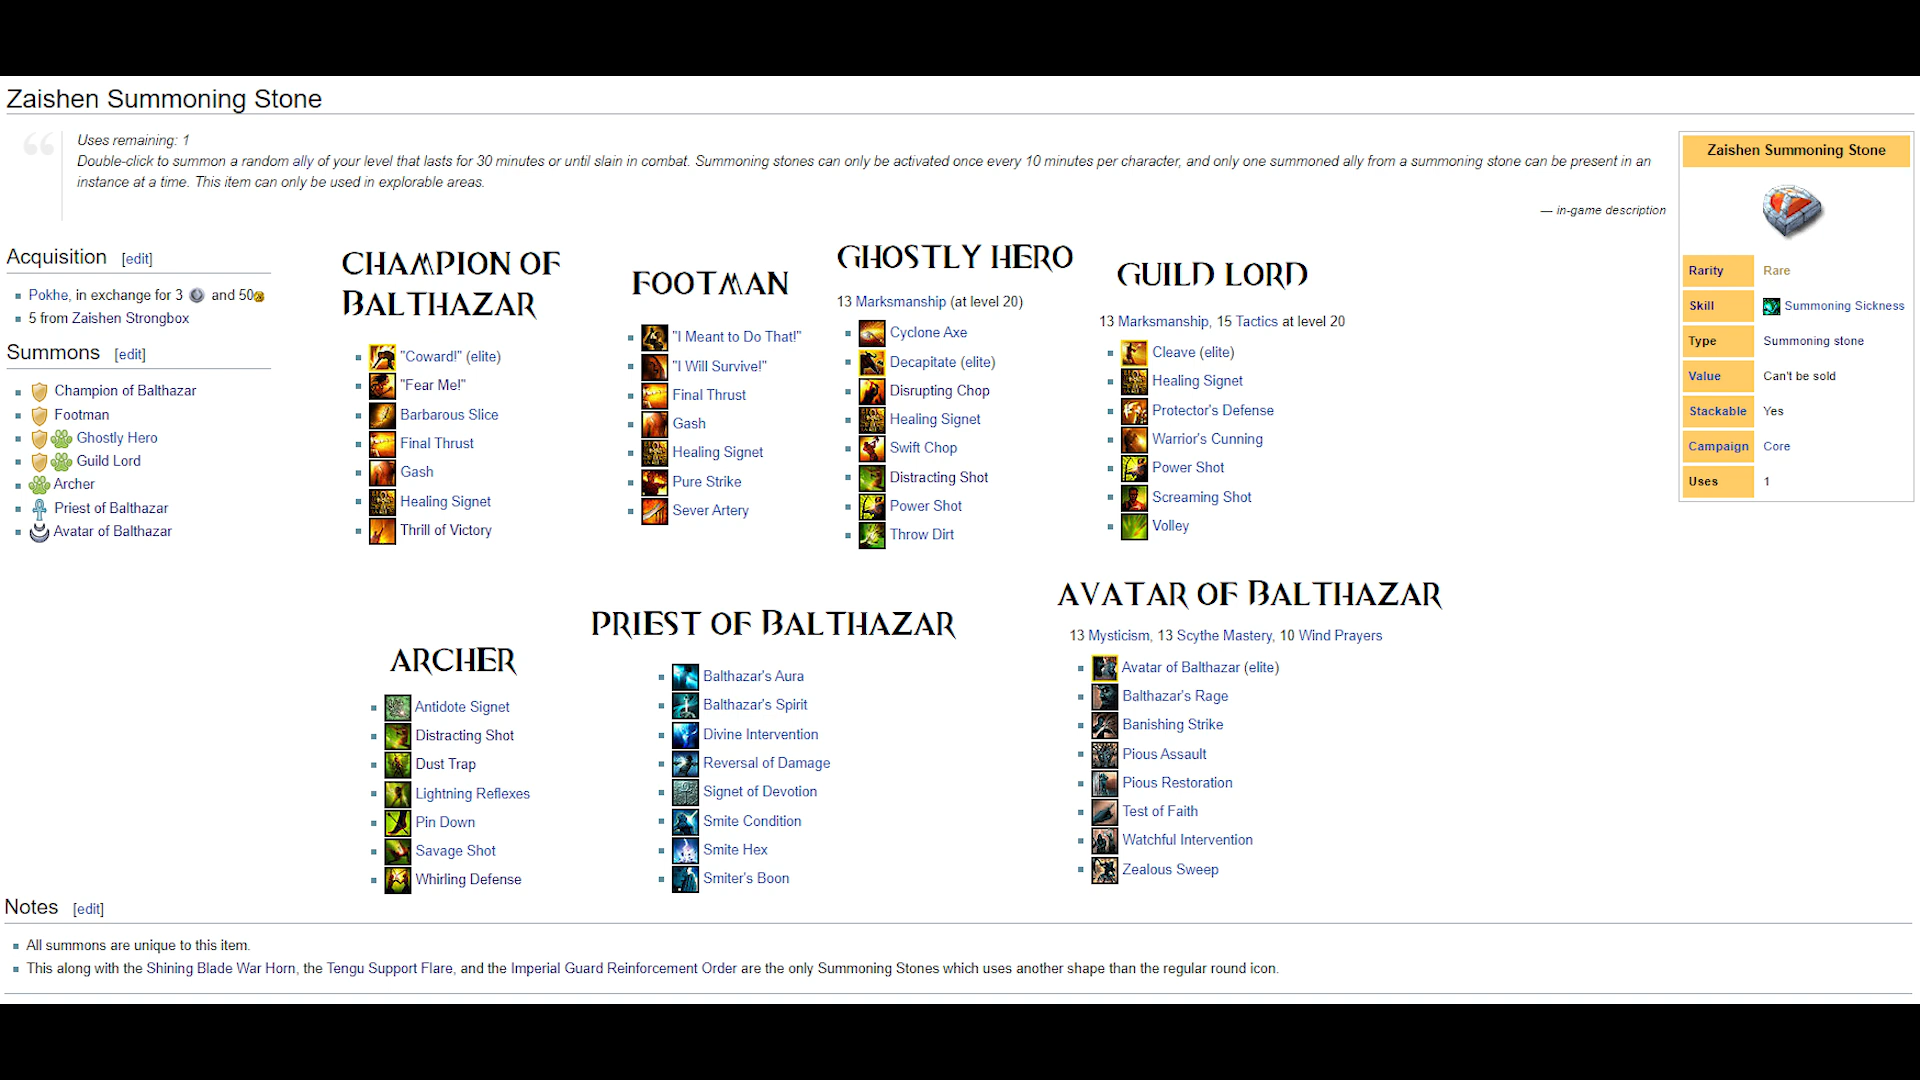 Zaishen Summoning Stone
Uses remaining: 1
Double-click to summon a random ally of your level that lasts for 30 minutes or until slain in combat. Summoning stones can only be activated once every 10 minutes per character, and only one summoned ally from a summoning stone can be present in an
instance at a time. This item can only be used in explorable areas.
— in-game description
Zaishen Summoning Stone
Rarity Rare
Skill Summoning Sickness
Type Summoning stone
Value Can't be sold
Stackable Yes
Campaign Core
Uses 1
Acquisition [edit]
Pokhe, in exchange for 3 and 50
5 from Zaishen Strongbox
Summons [edit]
Champion of Balthazar
Footman
Ghostly Hero
Guild Lord
Archer
Priest of Balthazar
Avatar of Balthazar
CHAMPION OF
BALTHAZAR
"Coward!" (elite)
"Fear Me!"
Barbarous Slice
Final Thrust
Gash
Healing Signet
Thrill of Victory
FOOTMAN
"I Meant to Do That!"
"I Will Survive!"
Final Thrust
Gash
Healing Signet
Pure Strike
Sever Artery
GHOSTLY HERO
13 Marksmanship (at level 20)
Cyclone Axe
Decapitate (elite)
Disrupting Chop
Healing Signet
Swift Chop
Distracting Shot
Power Shot
Throw Dirt
GUILD LORD
13 Marksmanship, 15 Tactics at level 20
Cleave (elite)
Healing Signet
Protector's Defense
Warrior's Cunning
Power Shot
Screaming Shot
Volley
ARCHER
Antidote Signet
Distracting Shot
Dust Trap
Lightning Reflexes
Pin Down
Savage Shot
Whirling Defense
PRIEST OF BALTHAZAR
Balthazar's Aura
Balthazar's Spirit
Divine Intervention
Reversal of Damage
Signet of Devotion
Smite Condition
Smite Hex
Smiter's Boon
AVATAR OF BALTHAZAR
13 Mysticism, 13 Scythe Mastery, 10 Wind Prayers
Avatar of Balthazar (elite)
Balthazar's Rage
Banishing Strike
Pious Assault
Pious Restoration
Test of Faith
Watchful Intervention
Zealous Sweep
Notes [edit]
All summons are unique to this item.
This along with the Shining Blade War Horn, the Tengu Support Flare, and the Imperial Guard Reinforcement Order are the only Summoning Stones which uses another shape than the regular round icon.